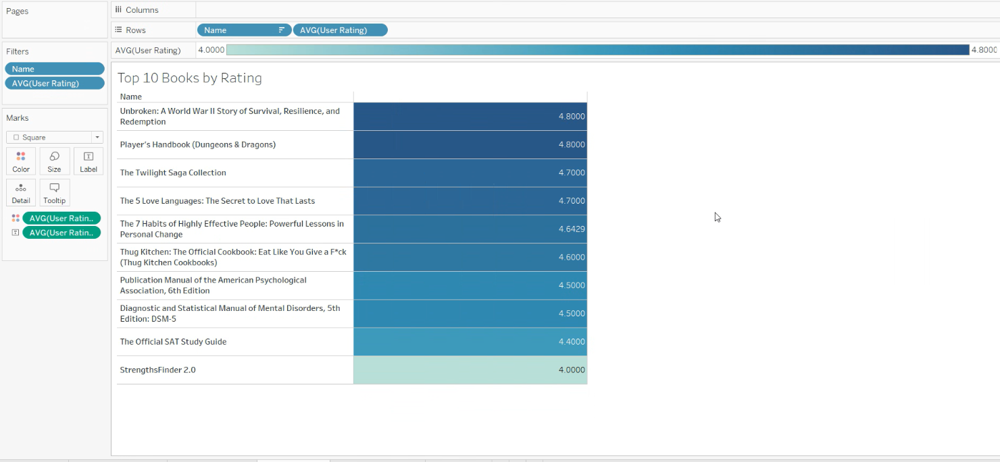 Pages
Columns
Rows
Name
AVG(User Rating)
Filters
Name
AVG(User Rating)
AVG(User Rating)
4.0000
4.8000
Marks
Square
Color
Size
Label
Detail
Tooltip
AVG(User Ratin..
AVG(User Ratin..
Top 10 Books by Rating
Name
Unbroken: A World War II Story of Survival, Resilience, and
Redemption
4.8000
Player's Handbook (Dungeons & Dragons)
4.8000
The Twilight Saga Collection
4.7000
The 5 Love Languages: The Secret to Love That Lasts
4.7000
The 7 Habits of Highly Effective People: Powerful Lessons in
Personal Change
4.6429
Thug Kitchen: The Official Cookbook: Eat Like You Give a F*ck
(Thug Kitchen Cookbooks)
4.6000
Publication Manual of the American Psychological
Association, 6th Edition
4.5000
Diagnostic and Statistical Manual of Mental Disorders, 5th
Edition: DSM-5
4.5000
The Official SAT Study Guide
4.4000
StrengthsFinder 2.0
4.0000